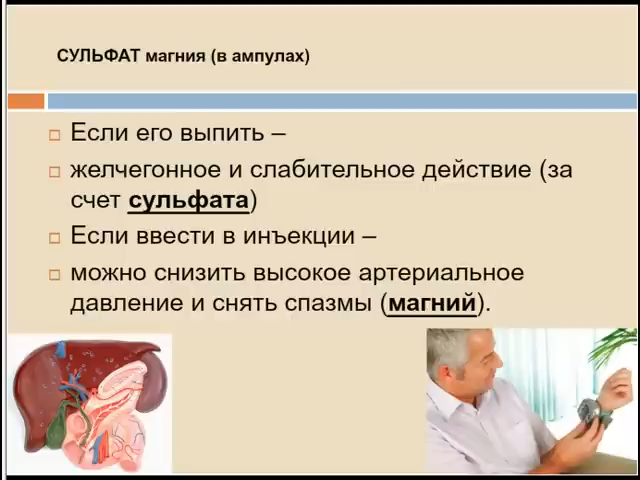 СУЛЬФАТ магния (в ампулах)
Если его выпить –
желчегонное и слабительное действие (за
счет сульфата)
Если ввести в инъекции –
можно снизить высокое артериальное
давление и снять спазмы (магний).